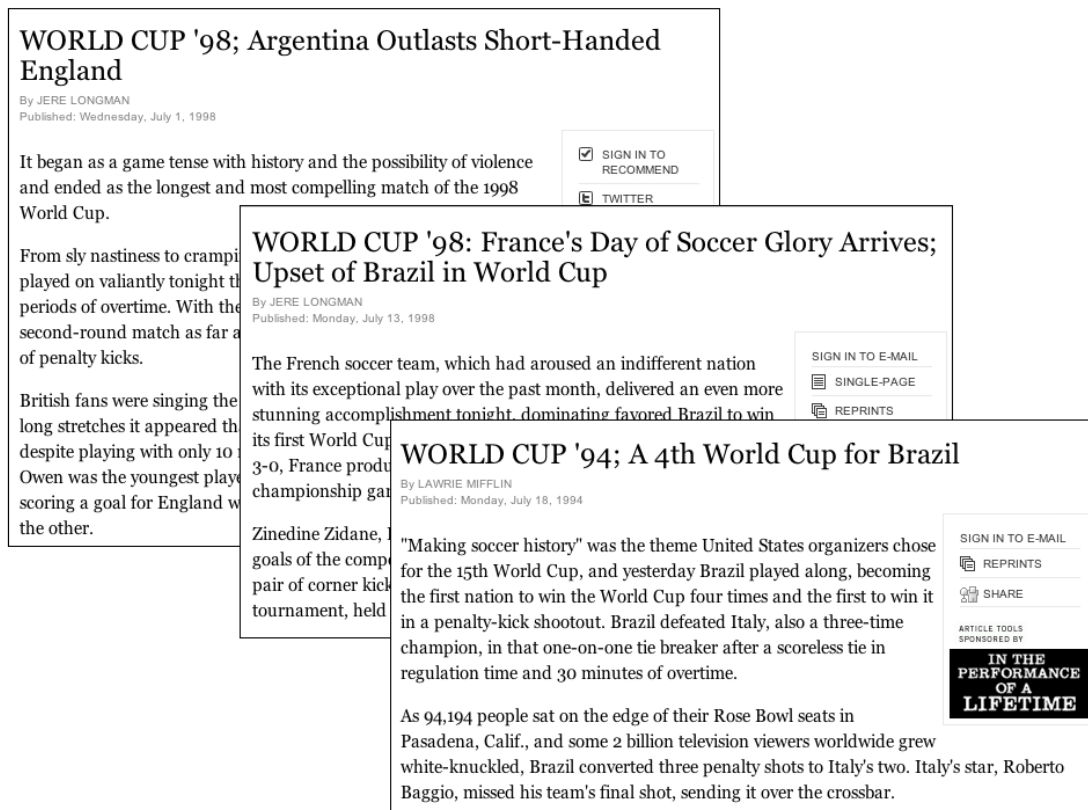 WORLD CUP '98; Argentina Outlasts Short-Handed
England
By JERE LONGMAN
Published: Wednesday, July 1, 1998
It began as a game tense with history and the possibility of violence
and ended as the longest and most compelling match of the 1998
World Cup.
From sly nastiness to
played on valiantly tonight
periods of overtime. With the
second-round match as far
of penalty kicks.
British fans were singing the
long stretches it appeared
despite playing with only 10
Owen was the youngest
scoring a goal for England
the other.
SIGN IN TO
RECOMMEND
TWITTER
WORLD CUP '98: France's Day of Soccer Glory Arrives;
Upset of Brazil in World Cup
By JERE LONGMAN
Published: Monday, July 13, 1998
The French soccer team, which had aroused an indifferent nation
with its exceptional play over the past month, delivered an even more
stunning accomplishment tonight, dominating favored Brazil to win
its first World Cup
3-0, France
championship
Zinedine Zidane,
goals of the
pair of corner
tournament, held
SIGN IN TO E-MAIL
SINGLE-PAGE
REPRINTS
WORLD CUP '94; A 4th World Cup for Brazil
By LAWRIE MIFFLIN
Published: Monday, July 18, 1994
"Making soccer history" was the theme United States organizers chose
for the 15th World Cup, and yesterday Brazil played along, becoming
the first nation to win the World Cup four times and the first to win it
in a penalty-kick shootout. Brazil defeated Italy, also a three-time
champion, in that one-on-one tie breaker after a scoreless tie in
regulation time and 30 minutes of overtime.
As 94,194 people sat on the edge of their Rose Bowl seats in
Pasadena, Calif., and some 2 billion television viewers worldwide grew
white-knuckled, Brazil converted three penalty shots to Italy's two. Italy's star, Roberto
Baggio, missed his team's final shot, sending it over the crossbar.
SIGN IN TO E-MAIL
REPRINTS
SHARE
ARTICLE TOOLS
SPONSORED BY
IN THE
PERFORMANCE
OF A
LIFETIME